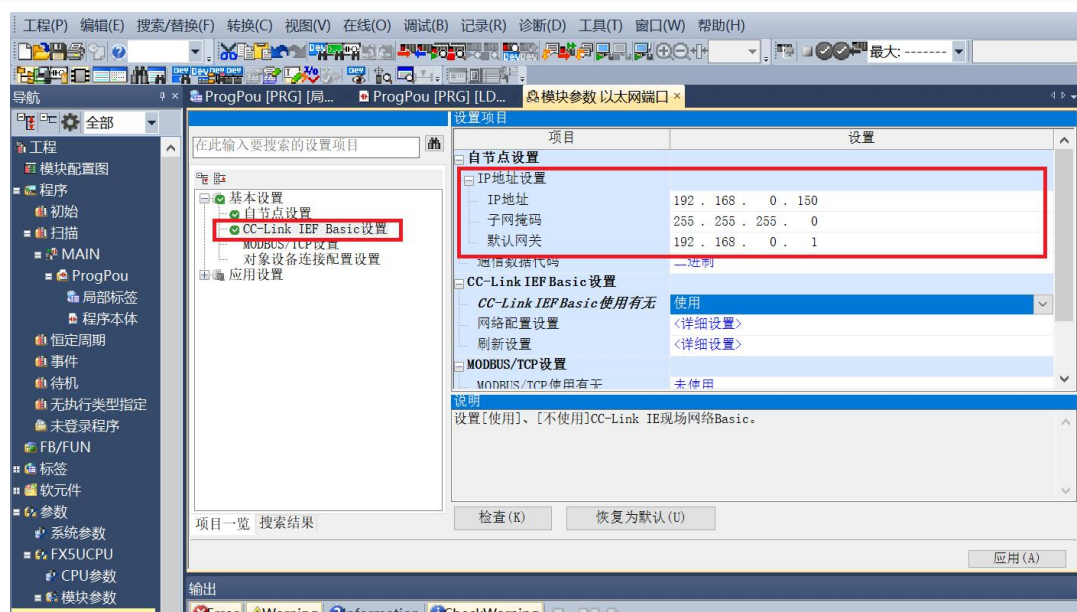 工程(P) 编辑(E) 搜索/替换(F) 转换(C) 视图(V) 在线(O) 调试(B) 记录(R) 诊断(D) 工具(T) 窗口(W) 帮助(H)
最大: -------
导航
ProgPou [PRG] [局...
ProgPou [PRG] [LD...
模块参数 以太网端口
全部
工程
模块配置图
程序
初始
扫描
MAIN
ProgPou
局部标签
程序本体
恒定周期
事件
待机
无执行类型指定
未登录程序
FB/FUN
标签
软元件
参数
系统参数
FX5UCPU
CPU参数
模块参数
在此输入要搜索的设置项目
基本设置
自节点设置
CC-Link IEF Basic设置
MODBUS/TCP设置
对象设备连接配置设置
应用设置
项目一览 搜索结果
设置项目
项目 设置
自节点设置
IP地址设置
IP地址 192 . 168 . 0 . 150
子网掩码 255 . 255 . 255 . 0
默认网关 192 . 168 . 0 . 1
通信数据代码 二进制
CC-Link IEF Basic设置
CC-Link IEF Basic使用有无 使用
网络配置设置 <详细设置>
刷新设置 <详细设置>
MODBUS/TCP设置
MODBUS/TCP使用有无 未使用
说明
设置[使用]、[不使用]CC-Link IE现场网络Basic。
检查(K) 恢复为默认(U)
应用(A)
输出
Error Warning Information CheckWarning